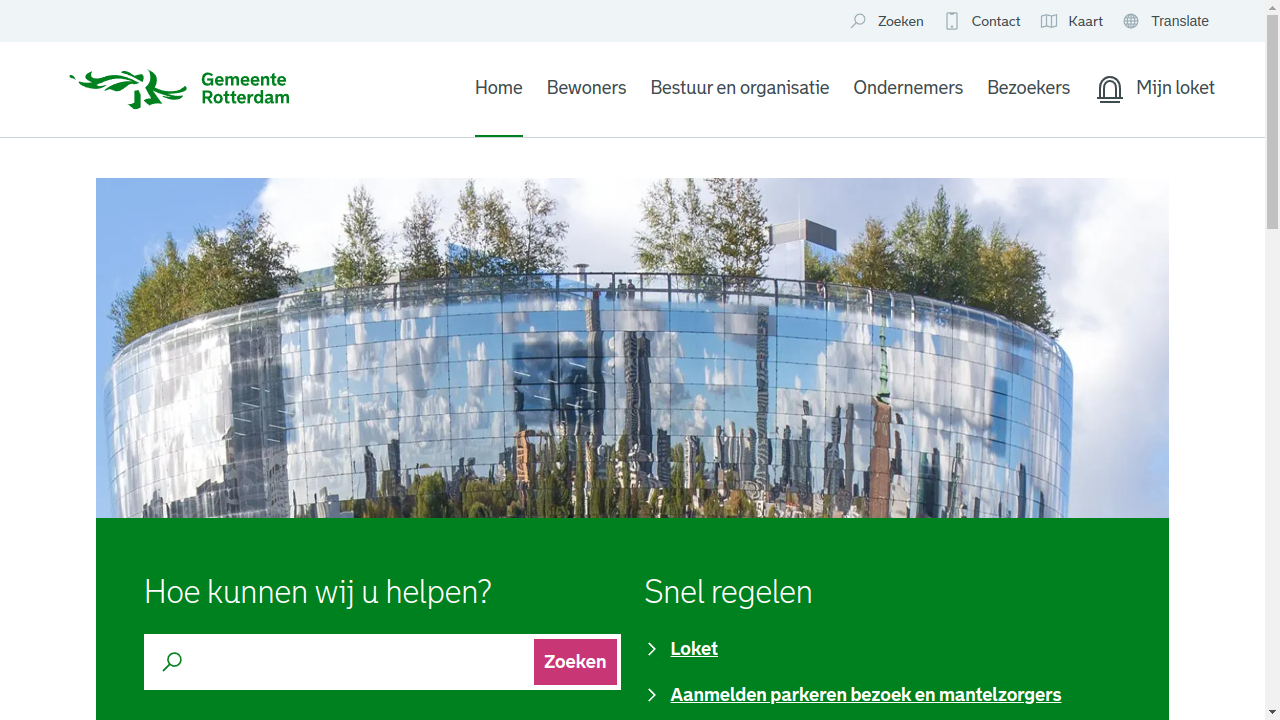 Zoeken
Contact
Kaart
Translate
Gemeente
Rotterdam
Home
Bewoners
Bestuur en organisatie
Ondernemers
Bezoekers
Mijn loket
Hoe kunnen wij u helpen?
Zoeken
Snel regelen
Loket
Aanmelden parkeren bezoek en mantelzorgers